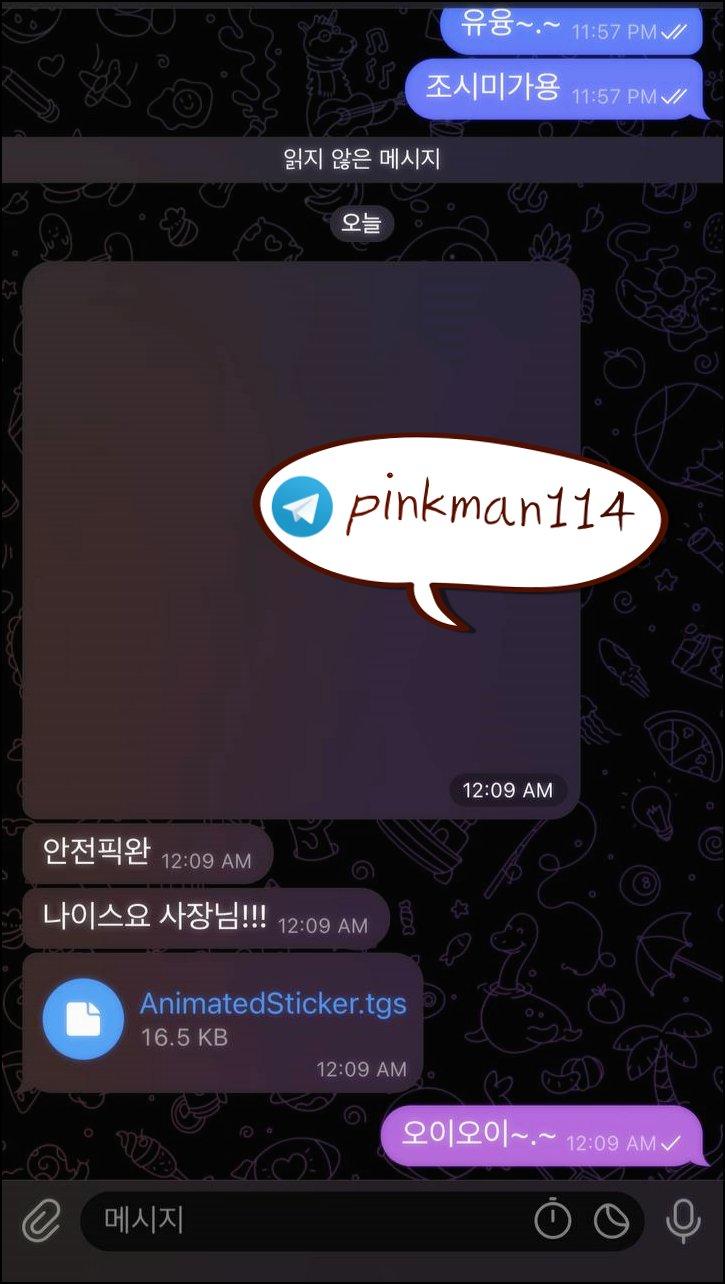 유융~.~ 11:57 PM
조시미가용 11:57 PM
읽지 않은 메시지
오늘
pinkman114
12:09 AM
안전픽완 12:09 AM
나이스요 사장님!!! 12:09 AM
AnimatedSticker.tgs
16.5 KB
12:09 AM
오이오이~.~ 12:09 AM
메시지